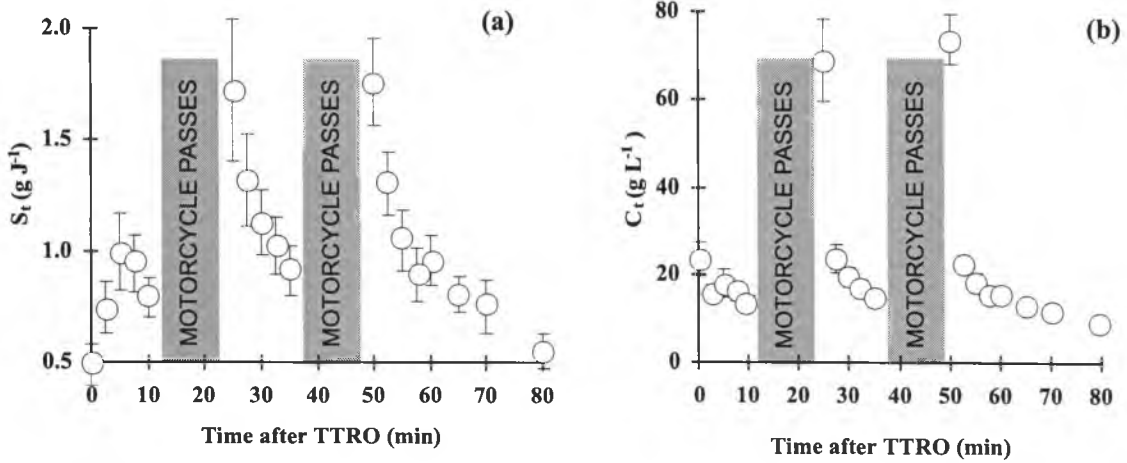 (a)
2.0
1.5
1.0
0.5
S_t (g J⁻¹)
MOTORCYCLE PASSES
MOTORCYCLE PASSES
0 10 20 30 40 50 60 70 80
Time after TTRO (min)
(b)
80
60
40
20
0
C_t (g L⁻¹)
MOTORCYCLE PASSES
MOTORCYCLE PASSES
0 10 20 30 40 50 60 70 80
Time after TTRO (min)